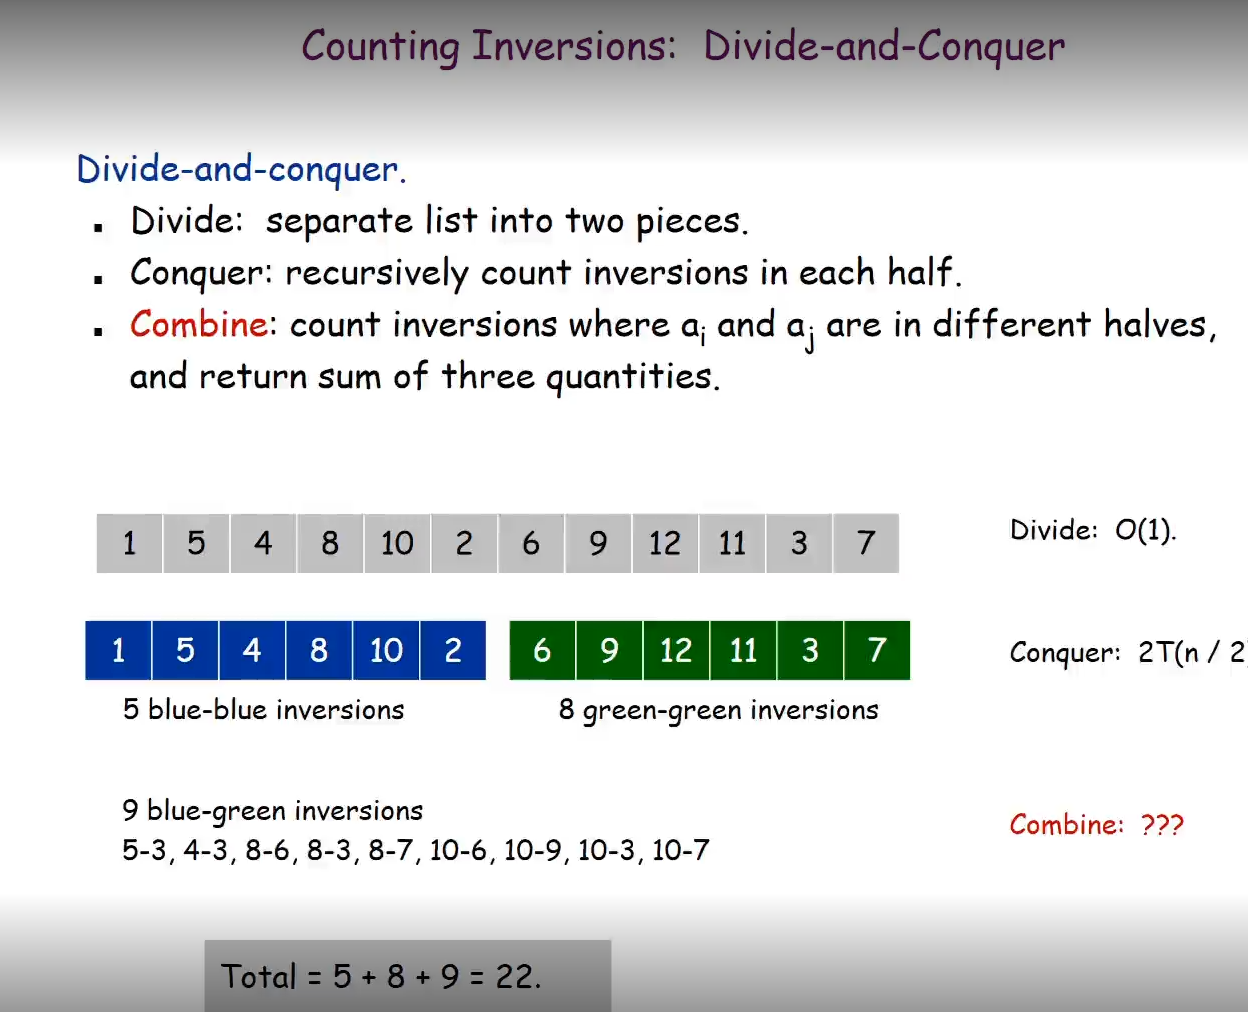 Counting Inversions: Divide-and-Conquer
Divide-and-conquer.
▪ Divide: separate list into two pieces.
▪ Conquer: recursively count inversions in each half.
▪ Combine: count inversions where ai and aj are in different halves,
and return sum of three quantities.
1 5 4 8 10 2 6 9 12 11 3 7
Divide: O(1).
1 5 4 8 10 2 6 9 12 11 3 7
Conquer: 2T(n / 2)
5 blue-blue inversions
8 green-green inversions
9 blue-green inversions
5-3, 4-3, 8-6, 8-3, 8-7, 10-6, 10-9, 10-3, 10-7
Combine: ???
Total = 5 + 8 + 9 = 22.